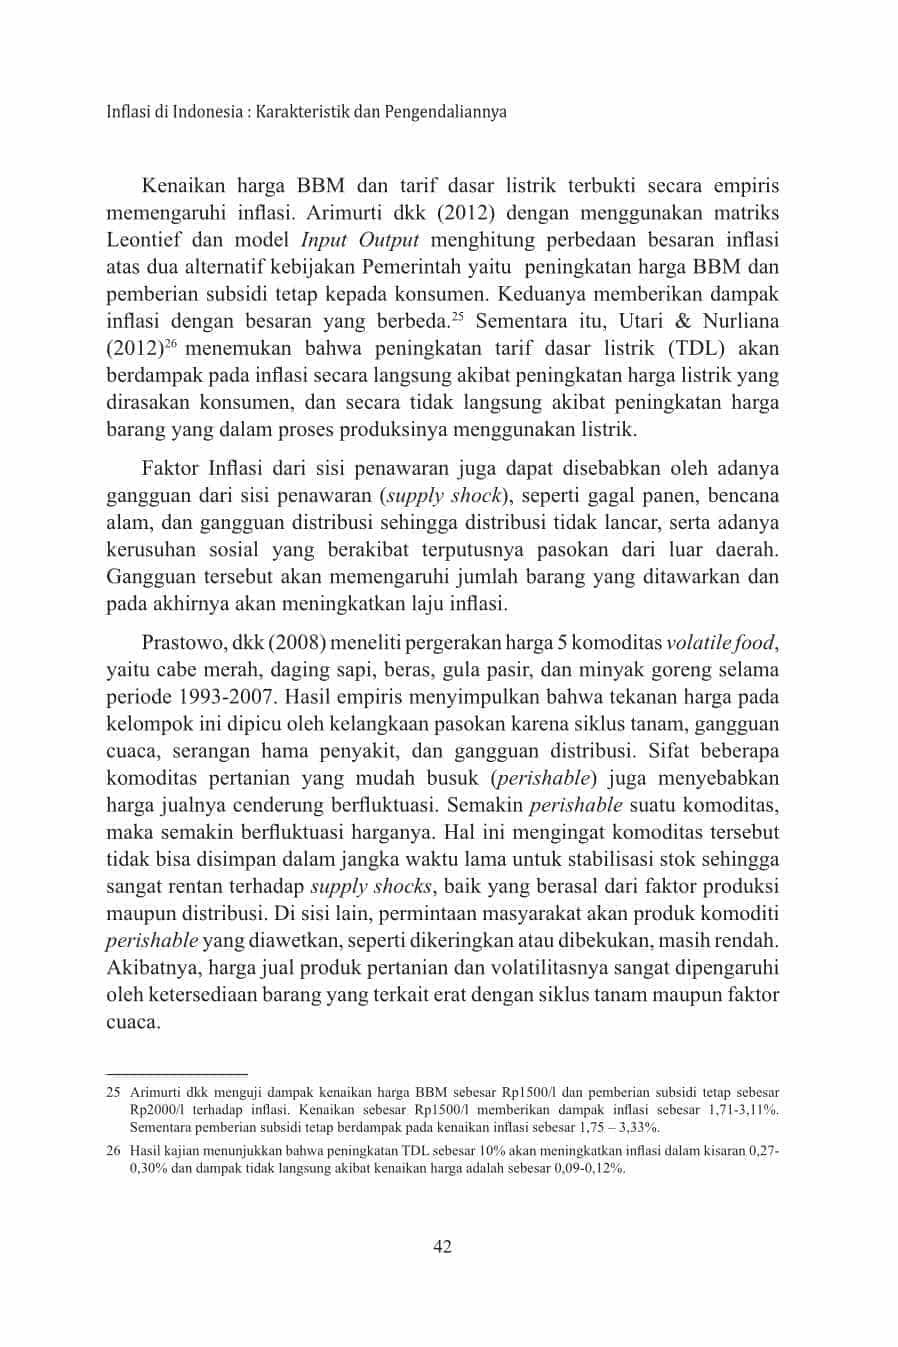 Inflasi di Indonesia : Karakteristik dan Pengendaliannya
Kenaikan harga BBM dan tarif dasar listrik terbukti secara empiris
memengaruhi inflasi. Arimurti dkk (2012) dengan menggunakan matriks
Leontief dan model Input Output menghitung perbedaan besaran inflasi
atas dua alternatif kebijakan Pemerintah yaitu peningkatan harga BBM dan
pemberian subsidi tetap kepada konsumen. Keduanya memberikan dampak
inflasi dengan besaran yang berbeda.25 Sementara itu, Utari & Nurliana
(2012)26 menemukan bahwa peningkatan tarif dasar listrik (TDL) akan
berdampak pada inflasi secara langsung akibat peningkatan harga listrik yang
dirasakan konsumen, dan secara tidak langsung akibat peningkatan harga
barang yang dalam proses produksinya menggunakan listrik.
Faktor Inflasi dari sisi penawaran juga dapat disebabkan oleh adanya
gangguan dari sisi penawaran (supply shock), seperti gagal panen, bencana
alam, dan gangguan distribusi sehingga distribusi tidak lancar, serta adanya
kerusuhan sosial yang berakibat terputusnya pasokan dari luar daerah.
Gangguan tersebut akan memengaruhi jumlah barang yang ditawarkan dan
pada akhirnya akan meningkatkan laju inflasi.
Prastowo, dkk (2008) meneliti pergerakan harga 5 komoditas volatile food,
yaitu cabe merah, daging sapi, beras, gula pasir, dan minyak goreng selama
periode 1993-2007. Hasil empiris menyimpulkan bahwa tekanan harga pada
kelompok ini dipicu oleh kelangkaan pasokan karena siklus tanam, gangguan
cuaca, serangan hama penyakit, dan gangguan distribusi. Sifat beberapa
komoditas pertanian yang mudah busuk (perishable) juga menyebabkan
harga jualnya cenderung berfluktuasi. Semakin perishable suatu komoditas,
maka semakin berfluktuasi harganya. Hal ini mengingat komoditas tersebut
tidak bisa disimpan dalam jangka waktu lama untuk stabilisasi stok sehingga
sangat rentan terhadap supply shocks, baik yang berasal dari faktor produksi
maupun distribusi. Di sisi lain, permintaan masyarakat akan produk komoditi
perishable yang diawetkan, seperti dikeringkan atau dibekukan, masih rendah.
Akibatnya, harga jual produk pertanian dan volatilitasnya sangat dipengaruhi
oleh ketersediaan barang yang terkait erat dengan siklus tanam maupun faktor
cuaca.
25 Arimurti dkk menguji dampak kenaikan harga BBM sebesar Rp1500/l dan pemberian subsidi tetap sebesar
Rp2000/l terhadap inflasi. Kenaikan sebesar Rp1500/l memberikan dampak inflasi sebesar 1,71-3,11%.
Sementara pemberian subsidi tetap berdampak pada kenaikan inflasi sebesar 1,75 – 3,33%.
26 Hasil kajian menunjukkan bahwa peningkatan TDL sebesar 10% akan meningkatkan inflasi dalam kisaran 0,27-
0,30% dan dampak tidak langsung akibat kenaikan harga adalah sebesar 0,09-0,12%.
42